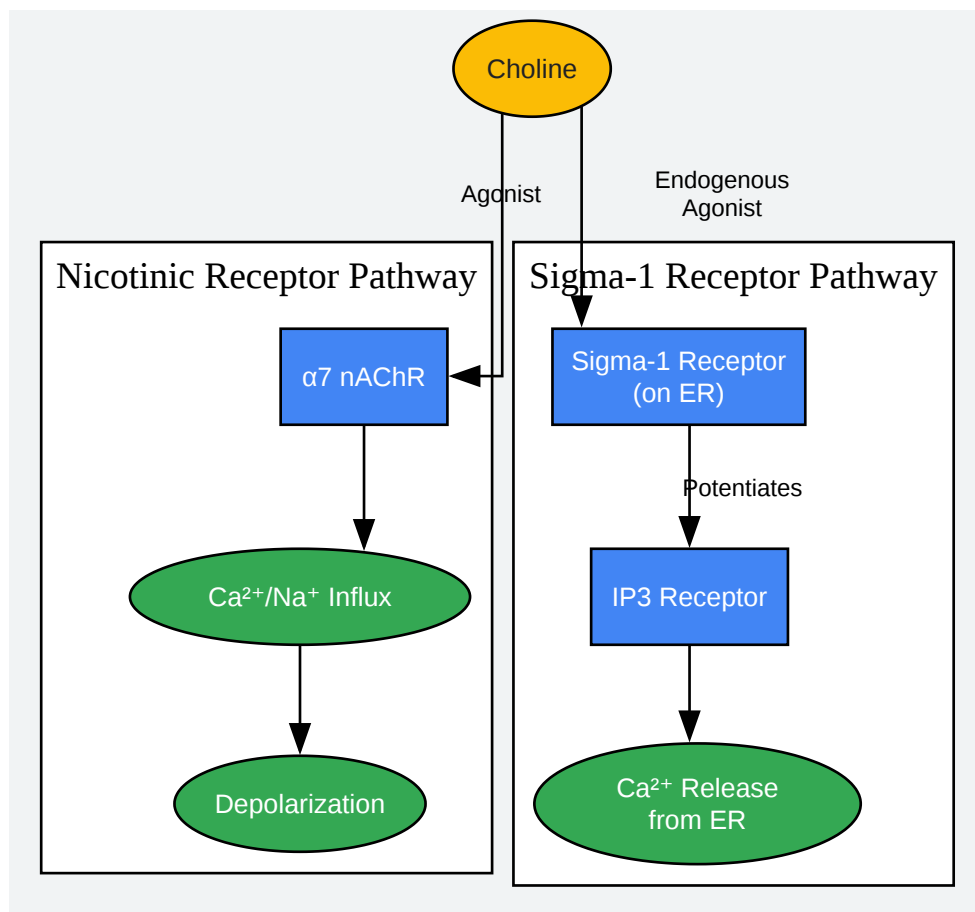 Choline
Agonist
Endogenous
Agonist
Nicotinic Receptor Pathway
α7 nAChR
Ca²⁺/Na⁺ Influx
Depolarization
Sigma-1 Receptor Pathway
Sigma-1 Receptor
(on ER)
Potentiates
IP3 Receptor
Ca²⁺ Release
from ER